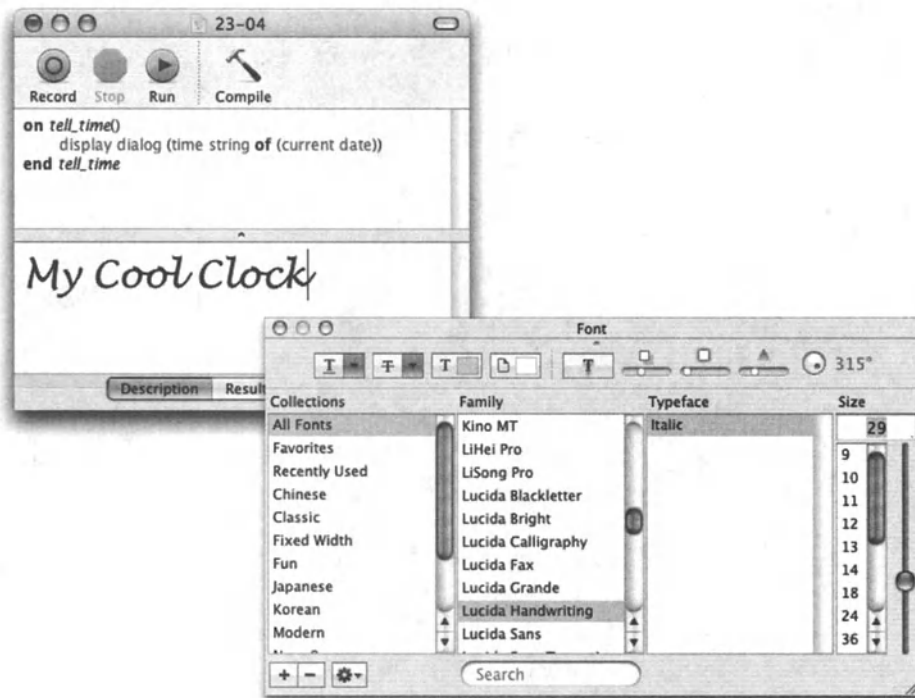 23-04
Record Stop Run Compile
on tell_time()
display dialog (time string of (current date))
end tell_time
My Cool Clock
Description Result
Font
315°
Collections Family Typeface Size
All Fonts Kino MT Italic 29
Favorites LiHei Pro 9
Recently Used LiSong Pro 10
Chinese Lucida Blackletter 11
Classic Lucida Bright 12
Fixed Width Lucida Calligraphy 13
Fun Lucida Fax 14
Japanese Lucida Grande 18
Korean Lucida Handwriting 24
Modern Lucida Sans 36
Search